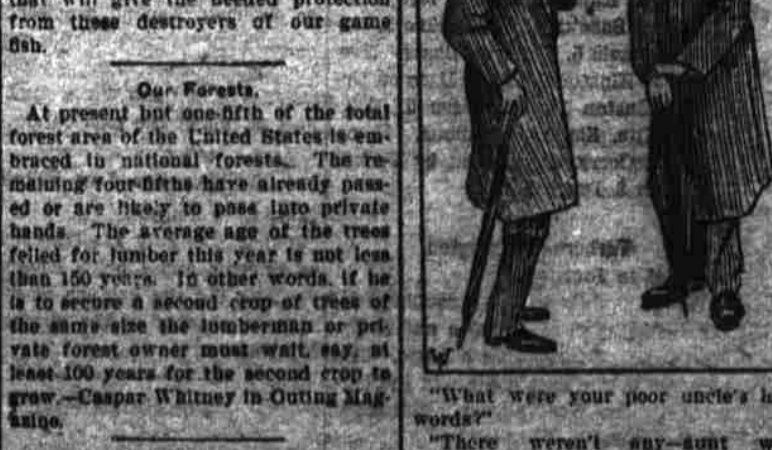 that will give the needed protection
from these destroyers of our game
fish.
Our Forests.
At present but one-fifth of the total
forest area of the United States is em-
braced in national forests. The re-
maining four-fifths have already pass-
ed or are likely to pass into private
hands. The average age of the trees
felled for lumber this year is not less
than 150 years. In other words, if he
is to secure a second crop of trees of
the same size the lumberman or pri-
vate forest owner must wait, say, at
least 100 years for the second crop to
grow.—Caspar Whitney in Outing Mag-
azine.
W
"What were your poor uncle's
words?"
"There weren't any—aunt